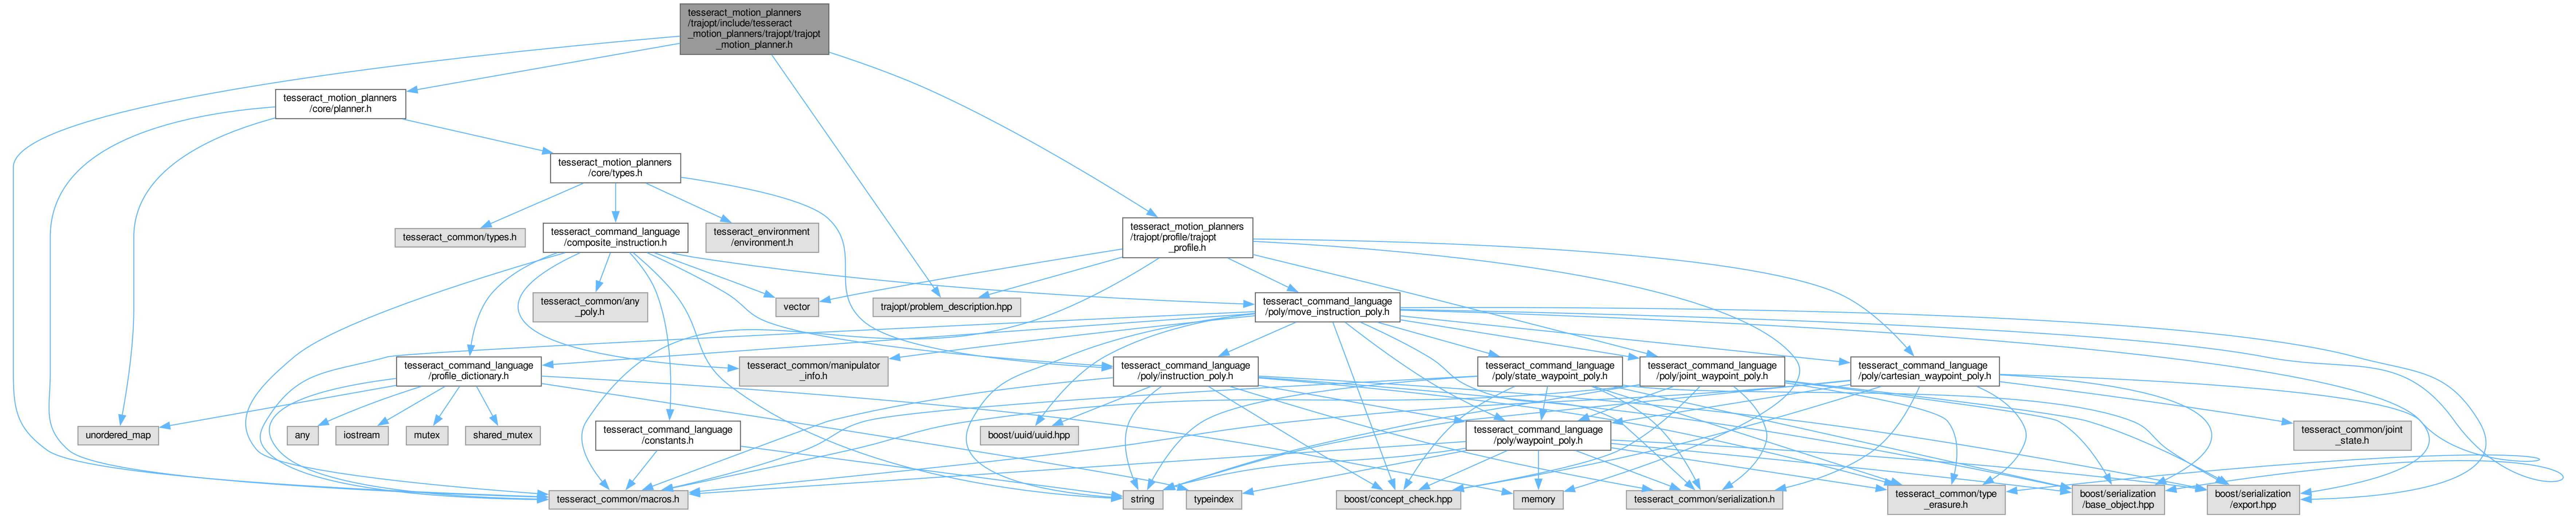 tesseract_motion_planners
/trajopt/include/tesseract
_motion_planners/trajopt/trajopt
_motion_planner.h
tesseract_motion_planners
/core/planner.h
tesseract_motion_planners
/core/types.h
tesseract_common/types.h
tesseract_command_language
/composite_instruction.h
tesseract_environment
/environment.h
tesseract_motion_planners
/trajopt/profile/trajopt
_profile.h
tesseract_common/any
_poly.h
vector
trajopt/problem_description.hpp
tesseract_command_language
/poly/move_instruction_poly.h
tesseract_command_language
/profile_dictionary.h
tesseract_common/manipulator
_info.h
tesseract_command_language
/poly/instruction_poly.h
tesseract_command_language
/poly/state_waypoint_poly.h
tesseract_command_language
/poly/joint_waypoint_poly.h
tesseract_command_language
/poly/cartesian_waypoint_poly.h
unordered_map
any
iostream
mutex
shared_mutex
tesseract_command_language
/constants.h
boost/uuid/uuid.hpp
tesseract_command_language
/poly/waypoint_poly.h
tesseract_common/joint
_state.h
tesseract_common/macros.h
string
typeindex
boost/concept_check.hpp
memory
tesseract_common/serialization.h
tesseract_common/type
_erasure.h
boost/serialization
/base_object.hpp
boost/serialization
/export.hpp